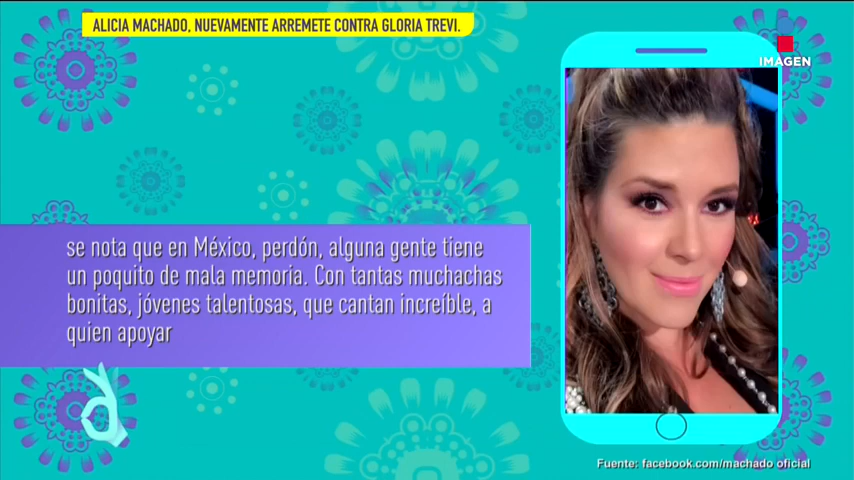 ALICIA MACHADO, NUEVAMENTE ARREMETE CONTRA GLORIA TREVI.
IMAGEN
se nota que en México, perdón, alguna gente tiene
un poquito de mala memoria. Con tantas muchachas
bonitas, jóvenes talentosas, que cantan increíble, a
quien apoyar
Fuente: facebook.com/machado oficial